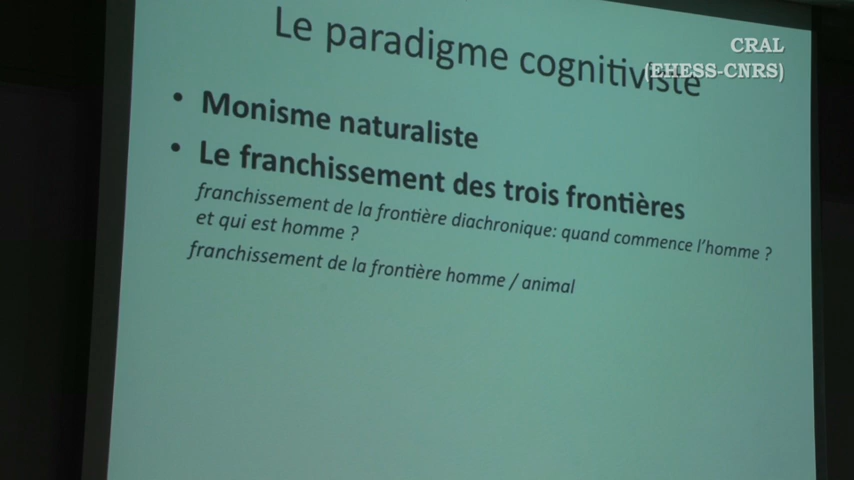 Le paradigme cognitiviste
CRAL
(EHESS-CNRS)
• Monisme naturaliste
• Le franchissement des trois frontières
franchissement de la frontière diachronique: quand commence l'homme ?
et qui est homme ?
franchissement de la frontière homme / animal